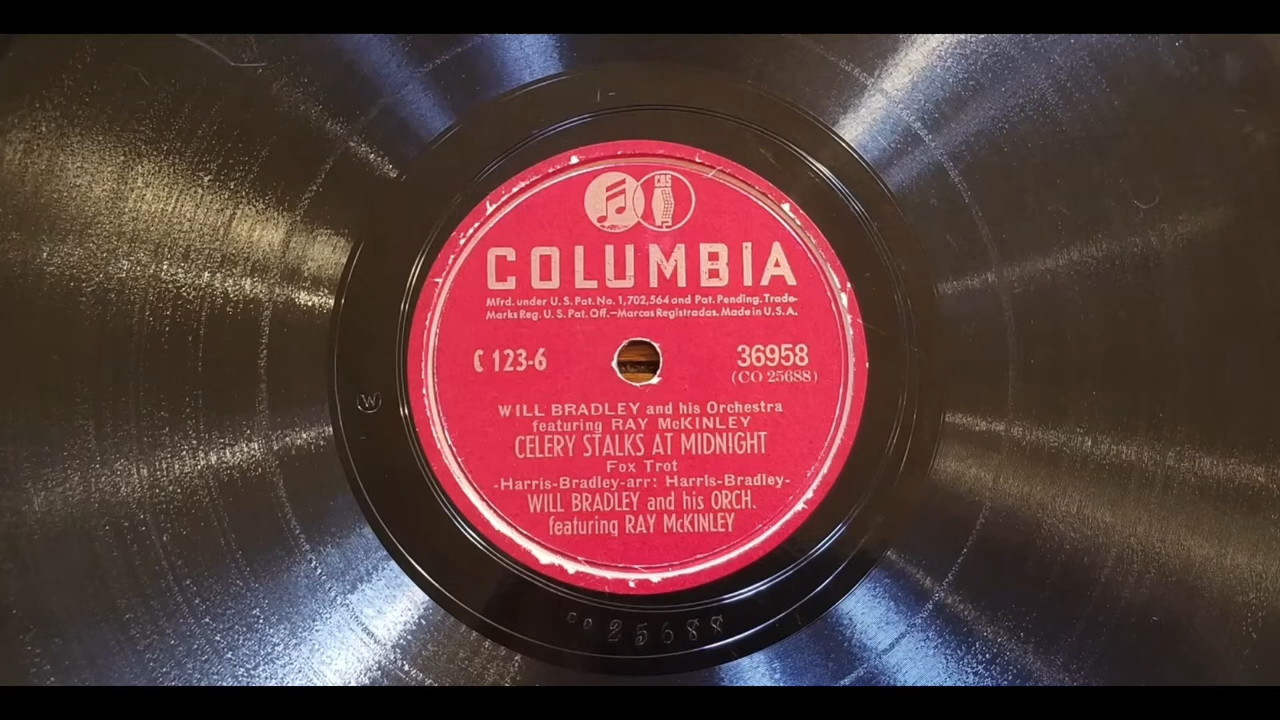 CBS
COLUMBIA
Mfrd. under U.S. Pat. No. 1,702,564 and Pat. Pending. Trade-
Marks Reg. U.S. Pat. Off.—Marcas Registradas. Made in U.S.A.
C 123-6
36958
(CO 25688)
WILL BRADLEY and his Orchestra
featuring RAY McKINLEY
CELERY STALKS AT MIDNIGHT
Fox Trot
-Harris-Bradley-arr: Harris-Bradley-
WILL BRADLEY and his ORCH.
featuring RAY McKINLEY
W
CO 25688